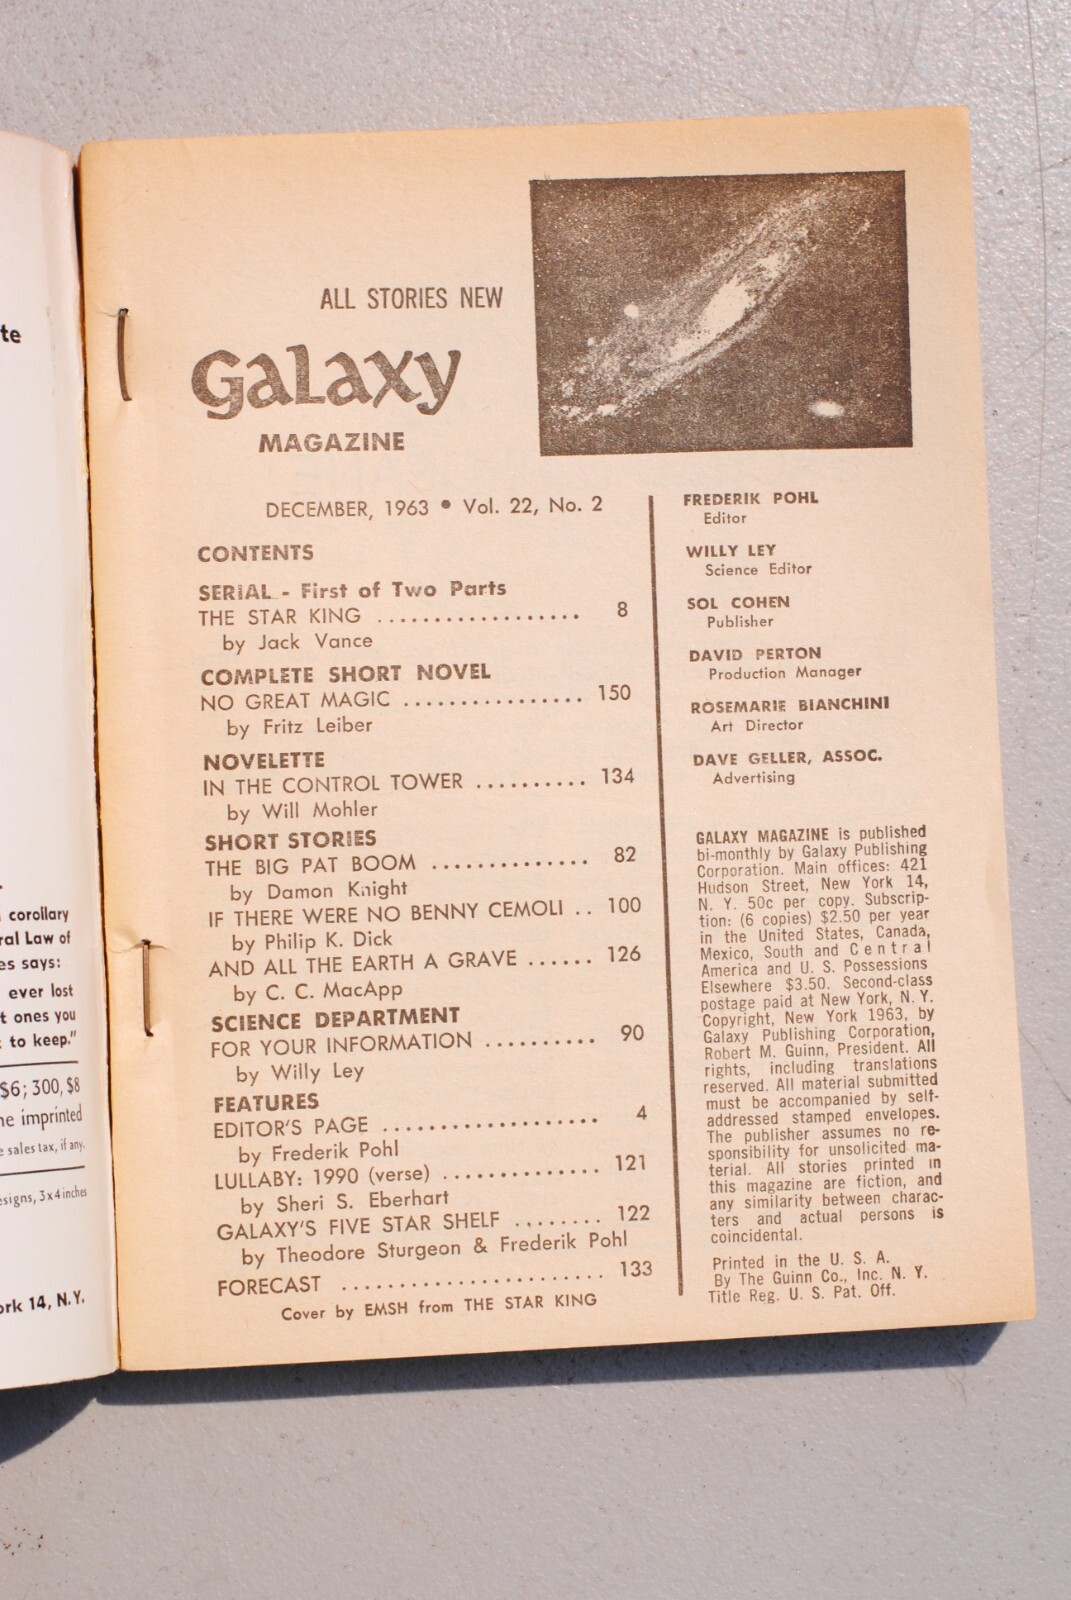 te
corollary
ral Law of
es says:
ever lost
t ones you
to keep."
$6; 300, $8
ne imprinted
sales tax, if any.
esigns, 3 x 4 inches
ork 14, N.Y.
ALL STORIES NEW
Galaxy
MAGAZINE
DECEMBER, 1963 • Vol. 22, No. 2
CONTENTS
SERIAL - First of Two Parts
THE STAR KING .................. 8
by Jack Vance
COMPLETE SHORT NOVEL
NO GREAT MAGIC ................ 150
by Fritz Leiber
NOVELETTE
IN THE CONTROL TOWER .......... 134
by Will Mohler
SHORT STORIES
THE BIG PAT BOOM .............. 82
by Damon Knight
IF THERE WERE NO BENNY CEMOLI .. 100
by Philip K. Dick
AND ALL THE EARTH A GRAVE ...... 126
by C. C. MacApp
SCIENCE DEPARTMENT
FOR YOUR INFORMATION .......... 90
by Willy Ley
FEATURES
EDITOR'S PAGE ................... 4
by Frederik Pohl
LULLABY: 1990 (verse) .............. 121
by Sheri S. Eberhart
GALAXY'S FIVE STAR SHELF ........ 122
by Theodore Sturgeon & Frederik Pohl
FORECAST ....................... 133
Cover by EMSH from THE STAR KING
FREDERIK POHL
Editor
WILLY LEY
Science Editor
SOL COHEN
Publisher
DAVID PERTON
Production Manager
ROSEMARIE BIANCHINI
Art Director
DAVE GELLER, ASSOC.
Advertising
GALAXY MAGAZINE is published
bi-monthly by Galaxy Publishing
Corporation. Main offices: 421
Hudson Street, New York 14,
N. Y. 50c per copy. Subscrip-
tion: (6 copies) $2.50 per year
in the United States, Canada,
Mexico, South and Central
America and U. S. Possessions
Elsewhere $3.50. Second-class
postage paid at New York, N. Y.
Copyright, New York 1963, by
Galaxy Publishing Corporation,
Robert M. Guinn, President. All
rights, including translations
reserved. All material submitted
must be accompanied by self-
addressed stamped envelopes.
The publisher assumes no re-
sponsibility for unsolicited ma-
terial. All stories printed in
this magazine are fiction, and
any similarity between charac-
ters and actual persons is
coincidental.
Printed in the U. S. A.
By The Guinn Co., Inc. N. Y.
Title Reg. U. S. Pat. Off.